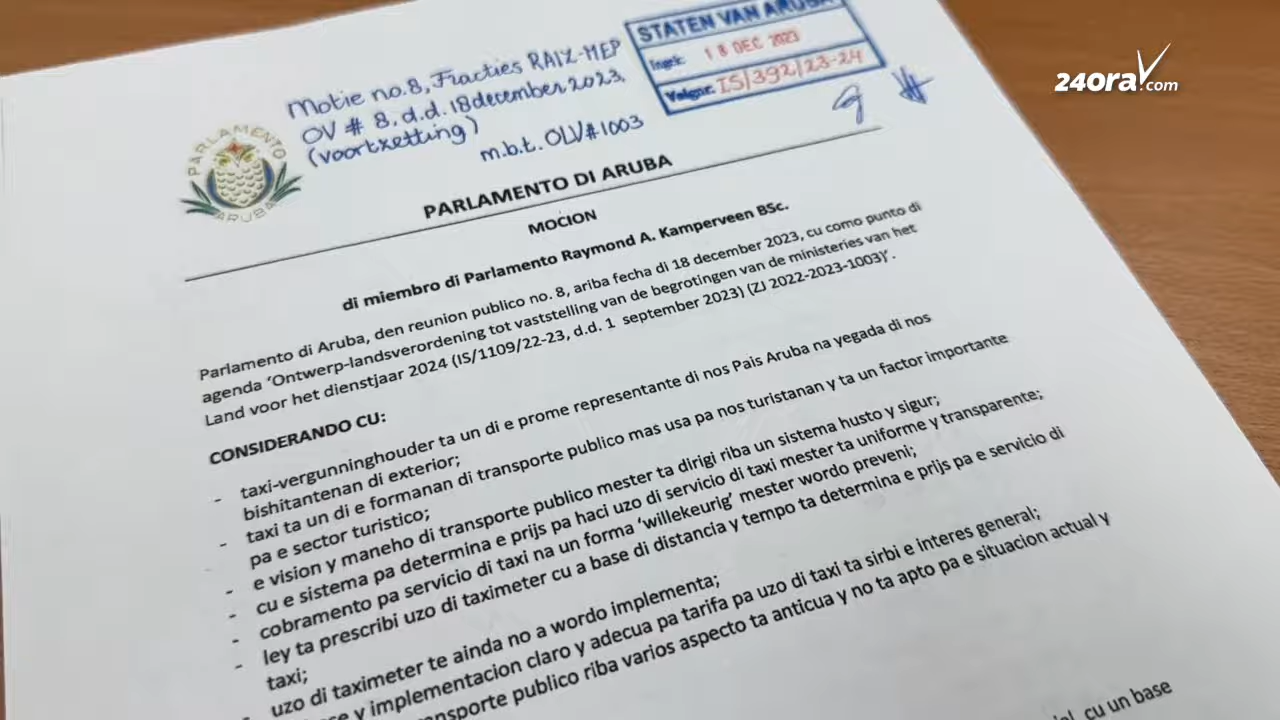 24ora.com
STATEN VAN ARUBA
Ingek: 18 DEC 2023
Volgnr. IS/392/23-24
Motie no.8, Fracties RAIZ-MEP
OV # 8. d.d. 18 december 2023.
(voortzetting)
m.b.t. OLV#1003
PARLAMENTO
ARUBA
PARLAMENTO DI ARUBA
MOCION
di miembro di Parlamento Raymond A. Kamperveen BSc.
Parlamento di Aruba, den reunion publico no. 8, ariba fecha di 18 december 2023, cu como punto di
agenda ‘Ontwerp-landsverordening tot vaststelling van de begrotingen van de ministeries van het
Land voor het dienstjaar 2024 (IS/1109/22-23, d.d. 1 september 2023) (ZJ 2022-2023-1003)’.
CONSIDERANDO CU:
- taxi-vergunninghouder ta un di e prome representante di nos Pais Aruba na yegada di nos
bishitantenan di exterior;
- taxi ta un di e formanan di transporte publico mas usa pa nos turistanan y ta un factor importante
pa e sector turistico;
- e vision y maneho di transporte publico mester ta dirigi riba un sistema husto y sigur;
- cu e sistema pa determina e prijs pa haci uzo di servicio di taxi mester ta uniforme y transparente;
- cobramento pa servicio di taxi na un forma ‘willekeurig’ mester wordo preveni;
- ley ta prescribi uzo di taximeter cu a base di distancia y tempo ta determina e prijs pa e servicio di
taxi;
- uzo di taximeter te ainda no a wordo implementa;
y implementacion claro y adecua pa tarifa pa uzo di taxi ta sirbi e interes general;
transporte publico riba varios aspecto ta anticua y no ta apto pa e situacion actual y
cu un base